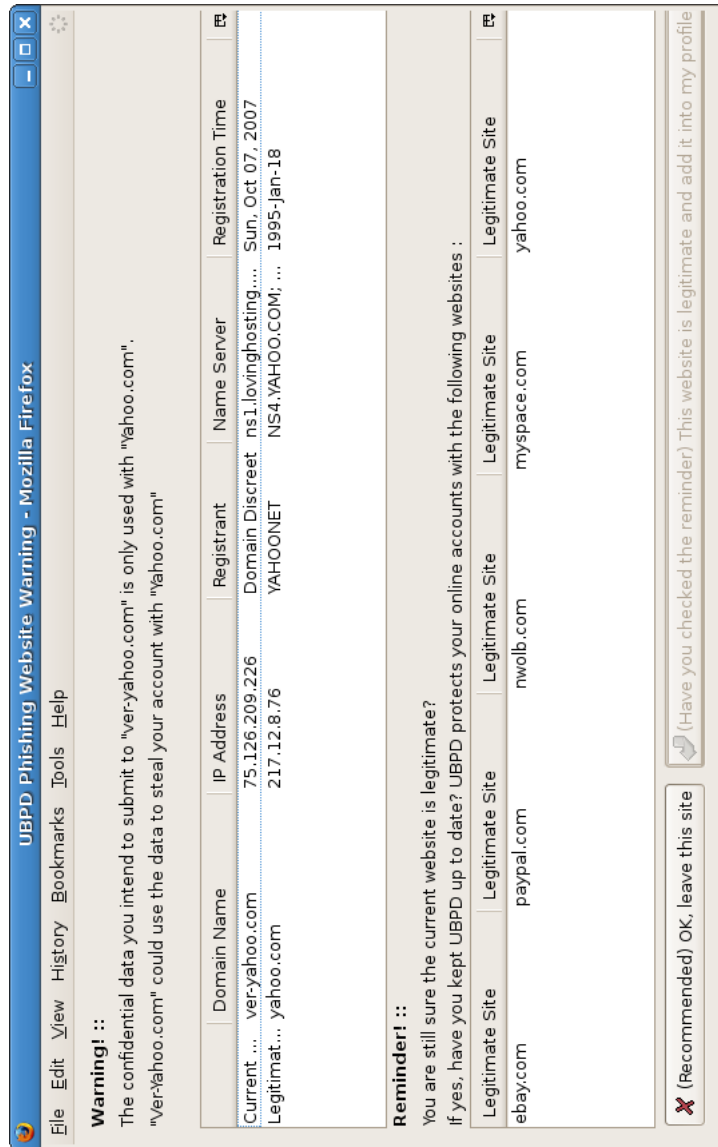 UBPD Phishing Website Warning - Mozilla Firefox
File Edit View History Bookmarks Tools Help
Warning! ::
The confidential data you intend to submit to "ver-yahoo.com" is only used with "Yahoo.com".
"Ver-Yahoo.com" could use the data to steal your account with "Yahoo.com"
Domain Name IP Address Registrant Name Server Registration Time
Current ... ver-yahoo.com 75.126.209.226 Domain Discreet ns1.lovinghosting.... Sun, Oct 07, 2007
Legitimat... yahoo.com 217.12.8.76 YAHOONET NS4.YAHOO.COM; ... 1995-Jan-18
Reminder! ::
You are still sure the current website is legitimate?
If yes, have you kept UBPD up to date? UBPD protects your online accounts with the following websites :
Legitimate Site Legitimate Site Legitimate Site Legitimate Site Legitimate Site
ebay.com paypal.com nwolb.com myspace.com yahoo.com
(Recommended) OK, leave this site (Have you checked the reminder) This website is legitimate and add it into my profile